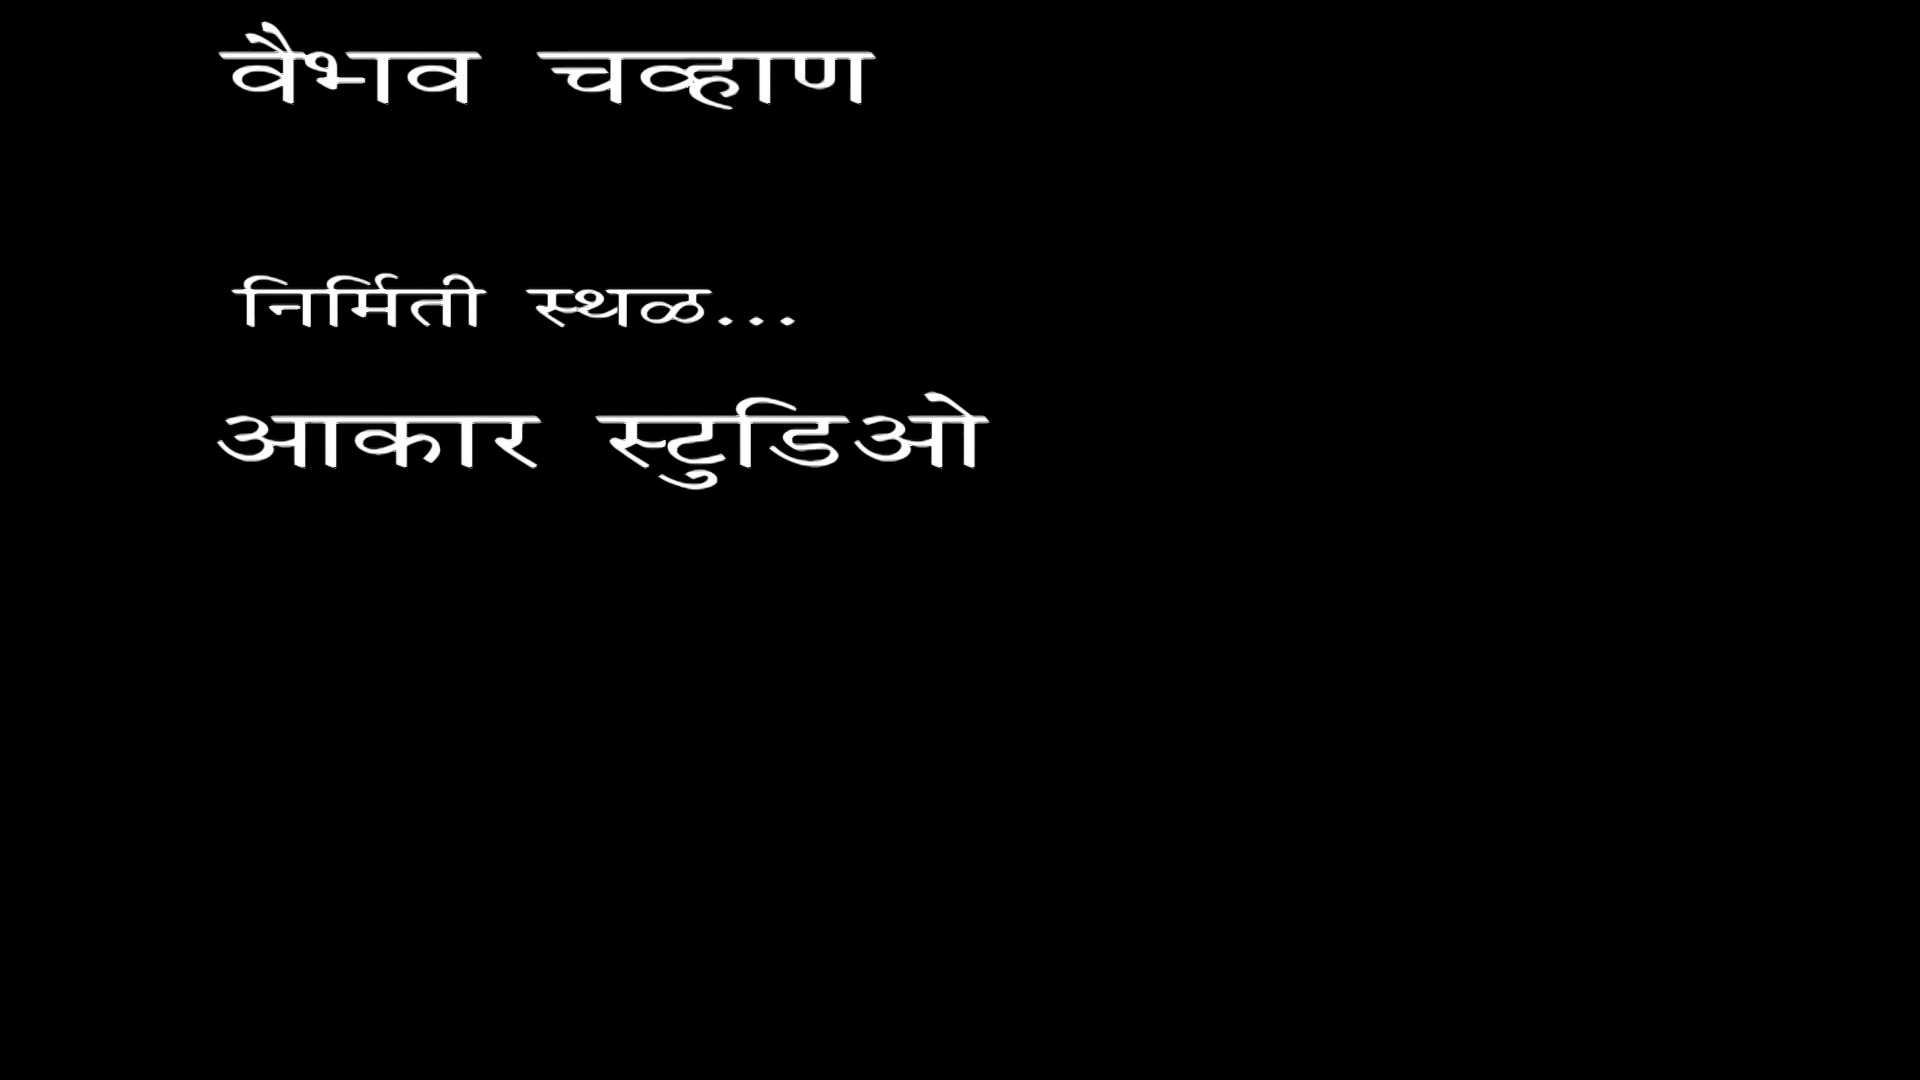 वैभव चव्हाण
निर्मिती स्थळ...
आकार स्टुडिओ